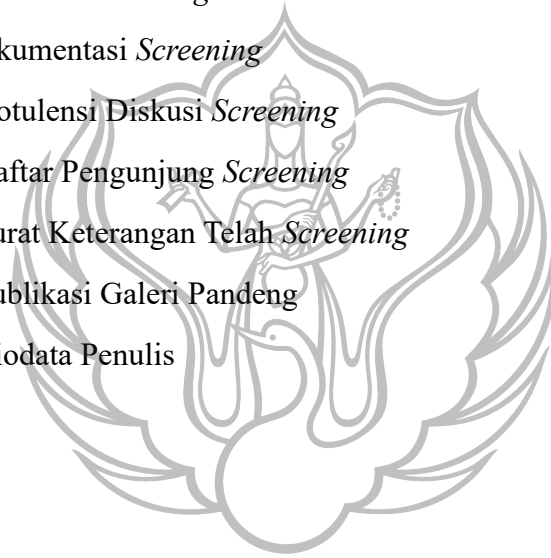 kumentasi Screening
otulensi Diskusi Screening
aftar Pengunjung Screening
urat Keterangan Telah Screening
ublikasi Galeri Pandeng
iodata Penulis